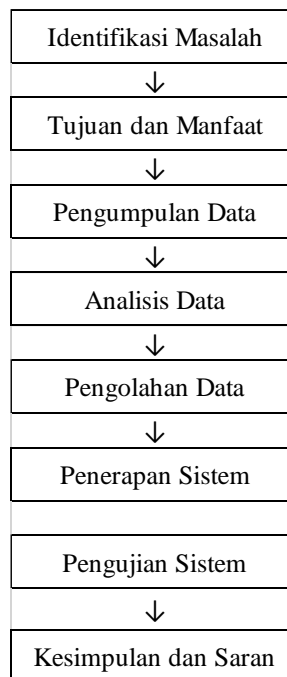 Identifikasi Masalah
↓
Tujuan dan Manfaat
↓
Pengumpulan Data
↓
Analisis Data
↓
Pengolahan Data
↓
Penerapan Sistem
Pengujian Sistem
↓
Kesimpulan dan Saran